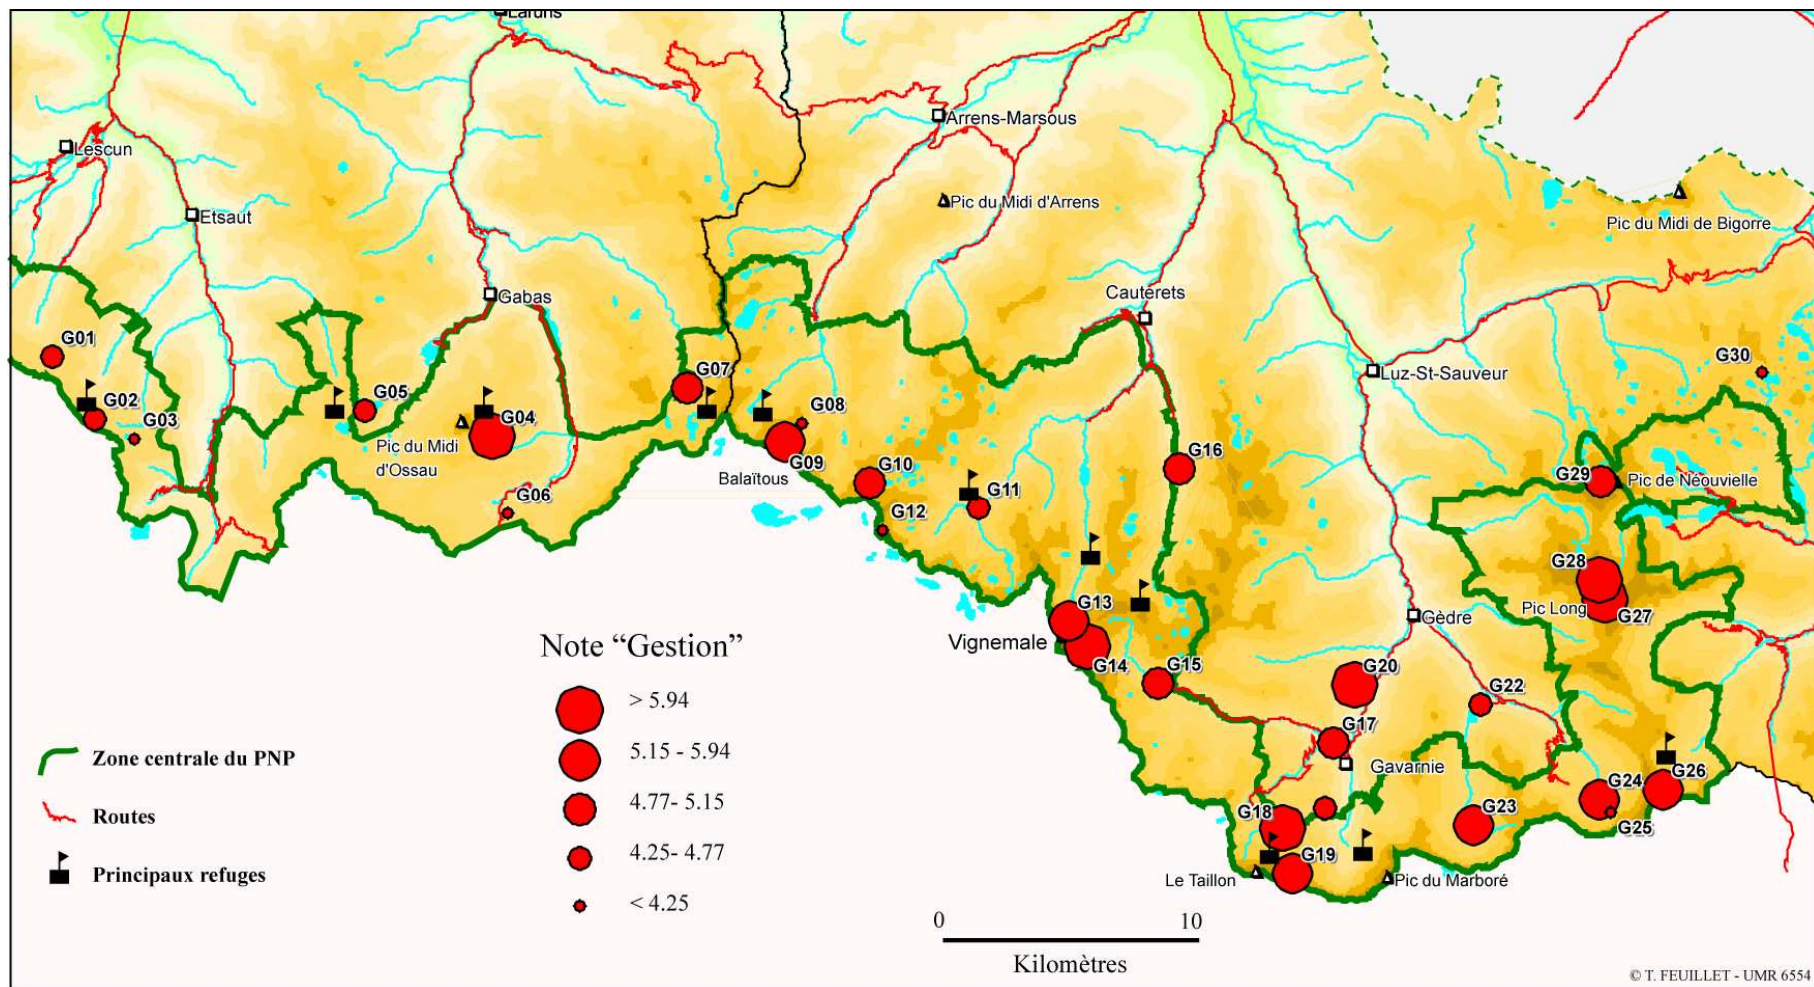 Laruns
Arrens-Marsous
Lescun
Pic du Midi d'Arrens
Etsaut
Pic du Midi de Bigorre
Gabas
Cauterets
G01
G30
Luz-St-Sauveur
G07
G05
G02
G08
G03
G04
Pic du Midi
d'Ossau
G16
G09
G10
Balaïtous
G29
Pic de Néouvielle
G11
G06
G12
G28
G13
Pic Long
G27
Gèdre
Vignemale
G14
G15
G20
G22
G17
Gavarnie
G18
G23
G24
G26
G25
G19
Le Taillon
Pic du Marboré
Note “Gestion”
> 5.94
5.15 - 5.94
4.77- 5.15
4.25- 4.77
< 4.25
Zone centrale du PNP
Routes
Principaux refuges
0 10
Kilomètres
© T. FEUILLET - UMR 6554